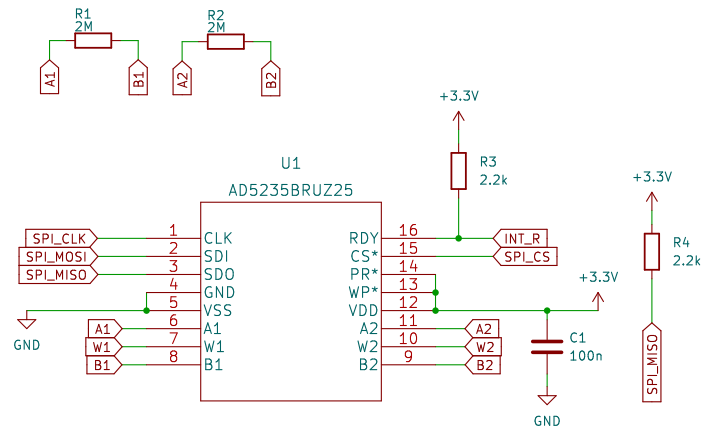 R1
2M
R2
2M
A1
B1
A2
B2
+3.3V
R3
2.2k
+3.3V
R4
2.2k
SPI_MISO
U1
AD5235BRUZ25
SPI_CLK 1 CLK
SPI_MOSI 2 SDI
SPI_MISO 3 SDO
4 GND
5 VSS
A1 6 A1
W1 7 W1
B1 8 B1
GND
RDY 16 INT_R
CS* 15 SPI_CS
PR* 14
WP* 13
VDD 12
A2 11 A2
W2 10 W2
B2 9 B2
+3.3V
C1
100n
GND